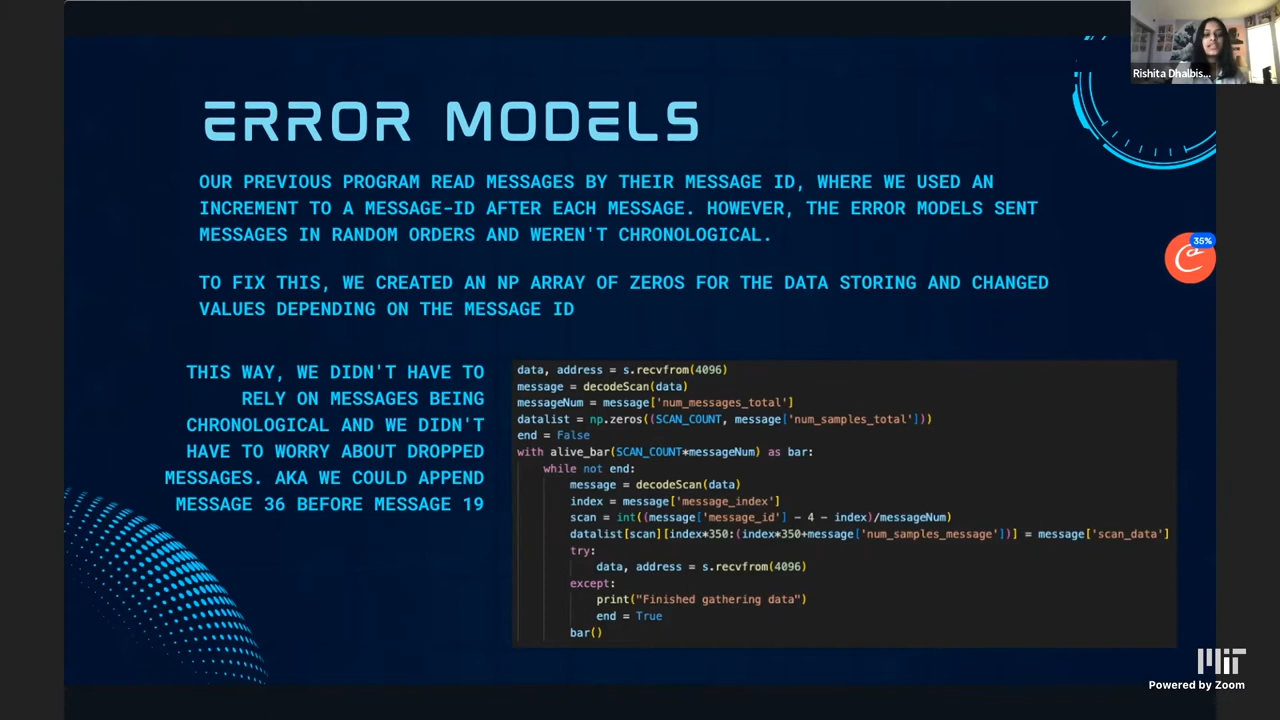 Rishita Dhalbis...
ERROR MODELS
35%
OUR PREVIOUS PROGRAM READ MESSAGES BY THEIR MESSAGE ID, WHERE WE USED AN
INCREMENT TO A MESSAGE-ID AFTER EACH MESSAGE. HOWEVER, THE ERROR MODELS SENT
MESSAGES IN RANDOM ORDERS AND WEREN'T CHRONOLOGICAL.
TO FIX THIS, WE CREATED AN NP ARRAY OF ZEROS FOR THE DATA STORING AND CHANGED
VALUES DEPENDING ON THE MESSAGE ID
THIS WAY, WE DIDN'T HAVE TO
RELY ON MESSAGES BEING
CHRONOLOGICAL AND WE DIDN'T
HAVE TO WORRY ABOUT DROPPED
MESSAGES. AKA WE COULD APPEND
MESSAGE 36 BEFORE MESSAGE 19
data, address = s.recvfrom(4096)
message = decodeScan(data)
messageNum = message['num_messages_total']
datalist = np.zeros((SCAN_COUNT, message['num_samples_total']))
end = False
with alive_bar(SCAN_COUNT*messageNum) as bar:
    while not end:
        message = decodeScan(data)
        index = message['message_index']
        scan = int((message['message_id'] - 4 - index)/messageNum)
        datalist[scan][index*350:(index*350+message['num_samples_message'])] = message['scan_data']
        try:
            data, address = s.recvfrom(4096)
        except:
            print("Finished gathering data")
            end = True
        bar()
MIT
Powered by Zoom